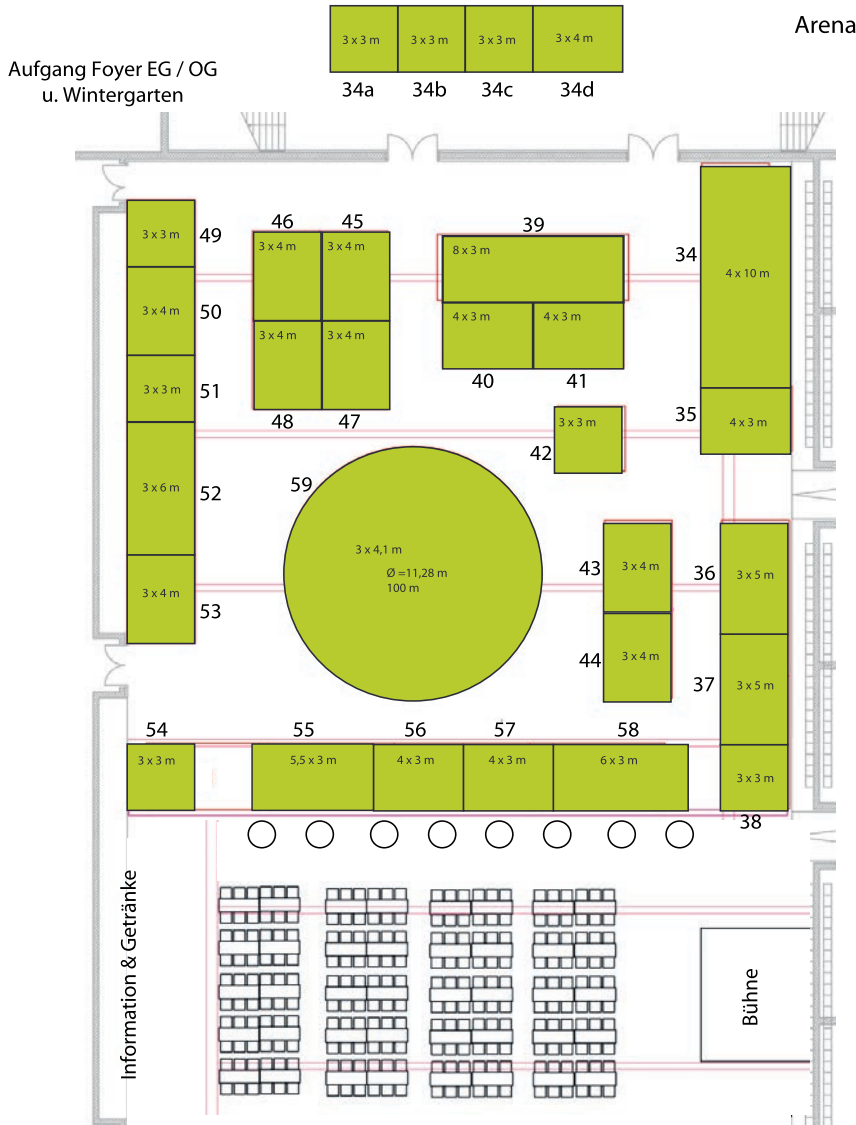 Arena
3 x 3 m
3 x 3 m
3 x 3 m
3 x 4 m
34a
34b
34c
34d
Aufgang Foyer EG / OG
u. Wintergarten
3 x 3 m
49
3 x 4 m
50
3 x 3 m
51
3 x 6 m
52
3 x 4 m
53
46
45
3 x 4 m
3 x 4 m
3 x 4 m
3 x 4 m
48
47
39
8 x 3 m
4 x 3 m
4 x 3 m
40
41
34
4 x 10 m
35
4 x 3 m
3 x 3 m
42
59
3 x 4,1 m
Ø =11,28 m
100 m
43
3 x 4 m
44
3 x 4 m
36
3 x 5 m
37
3 x 5 m
3 x 3 m
38
54
55
56
57
58
3 x 3 m
5,5 x 3 m
4 x 3 m
4 x 3 m
6 x 3 m
Information & Getränke
Bühne